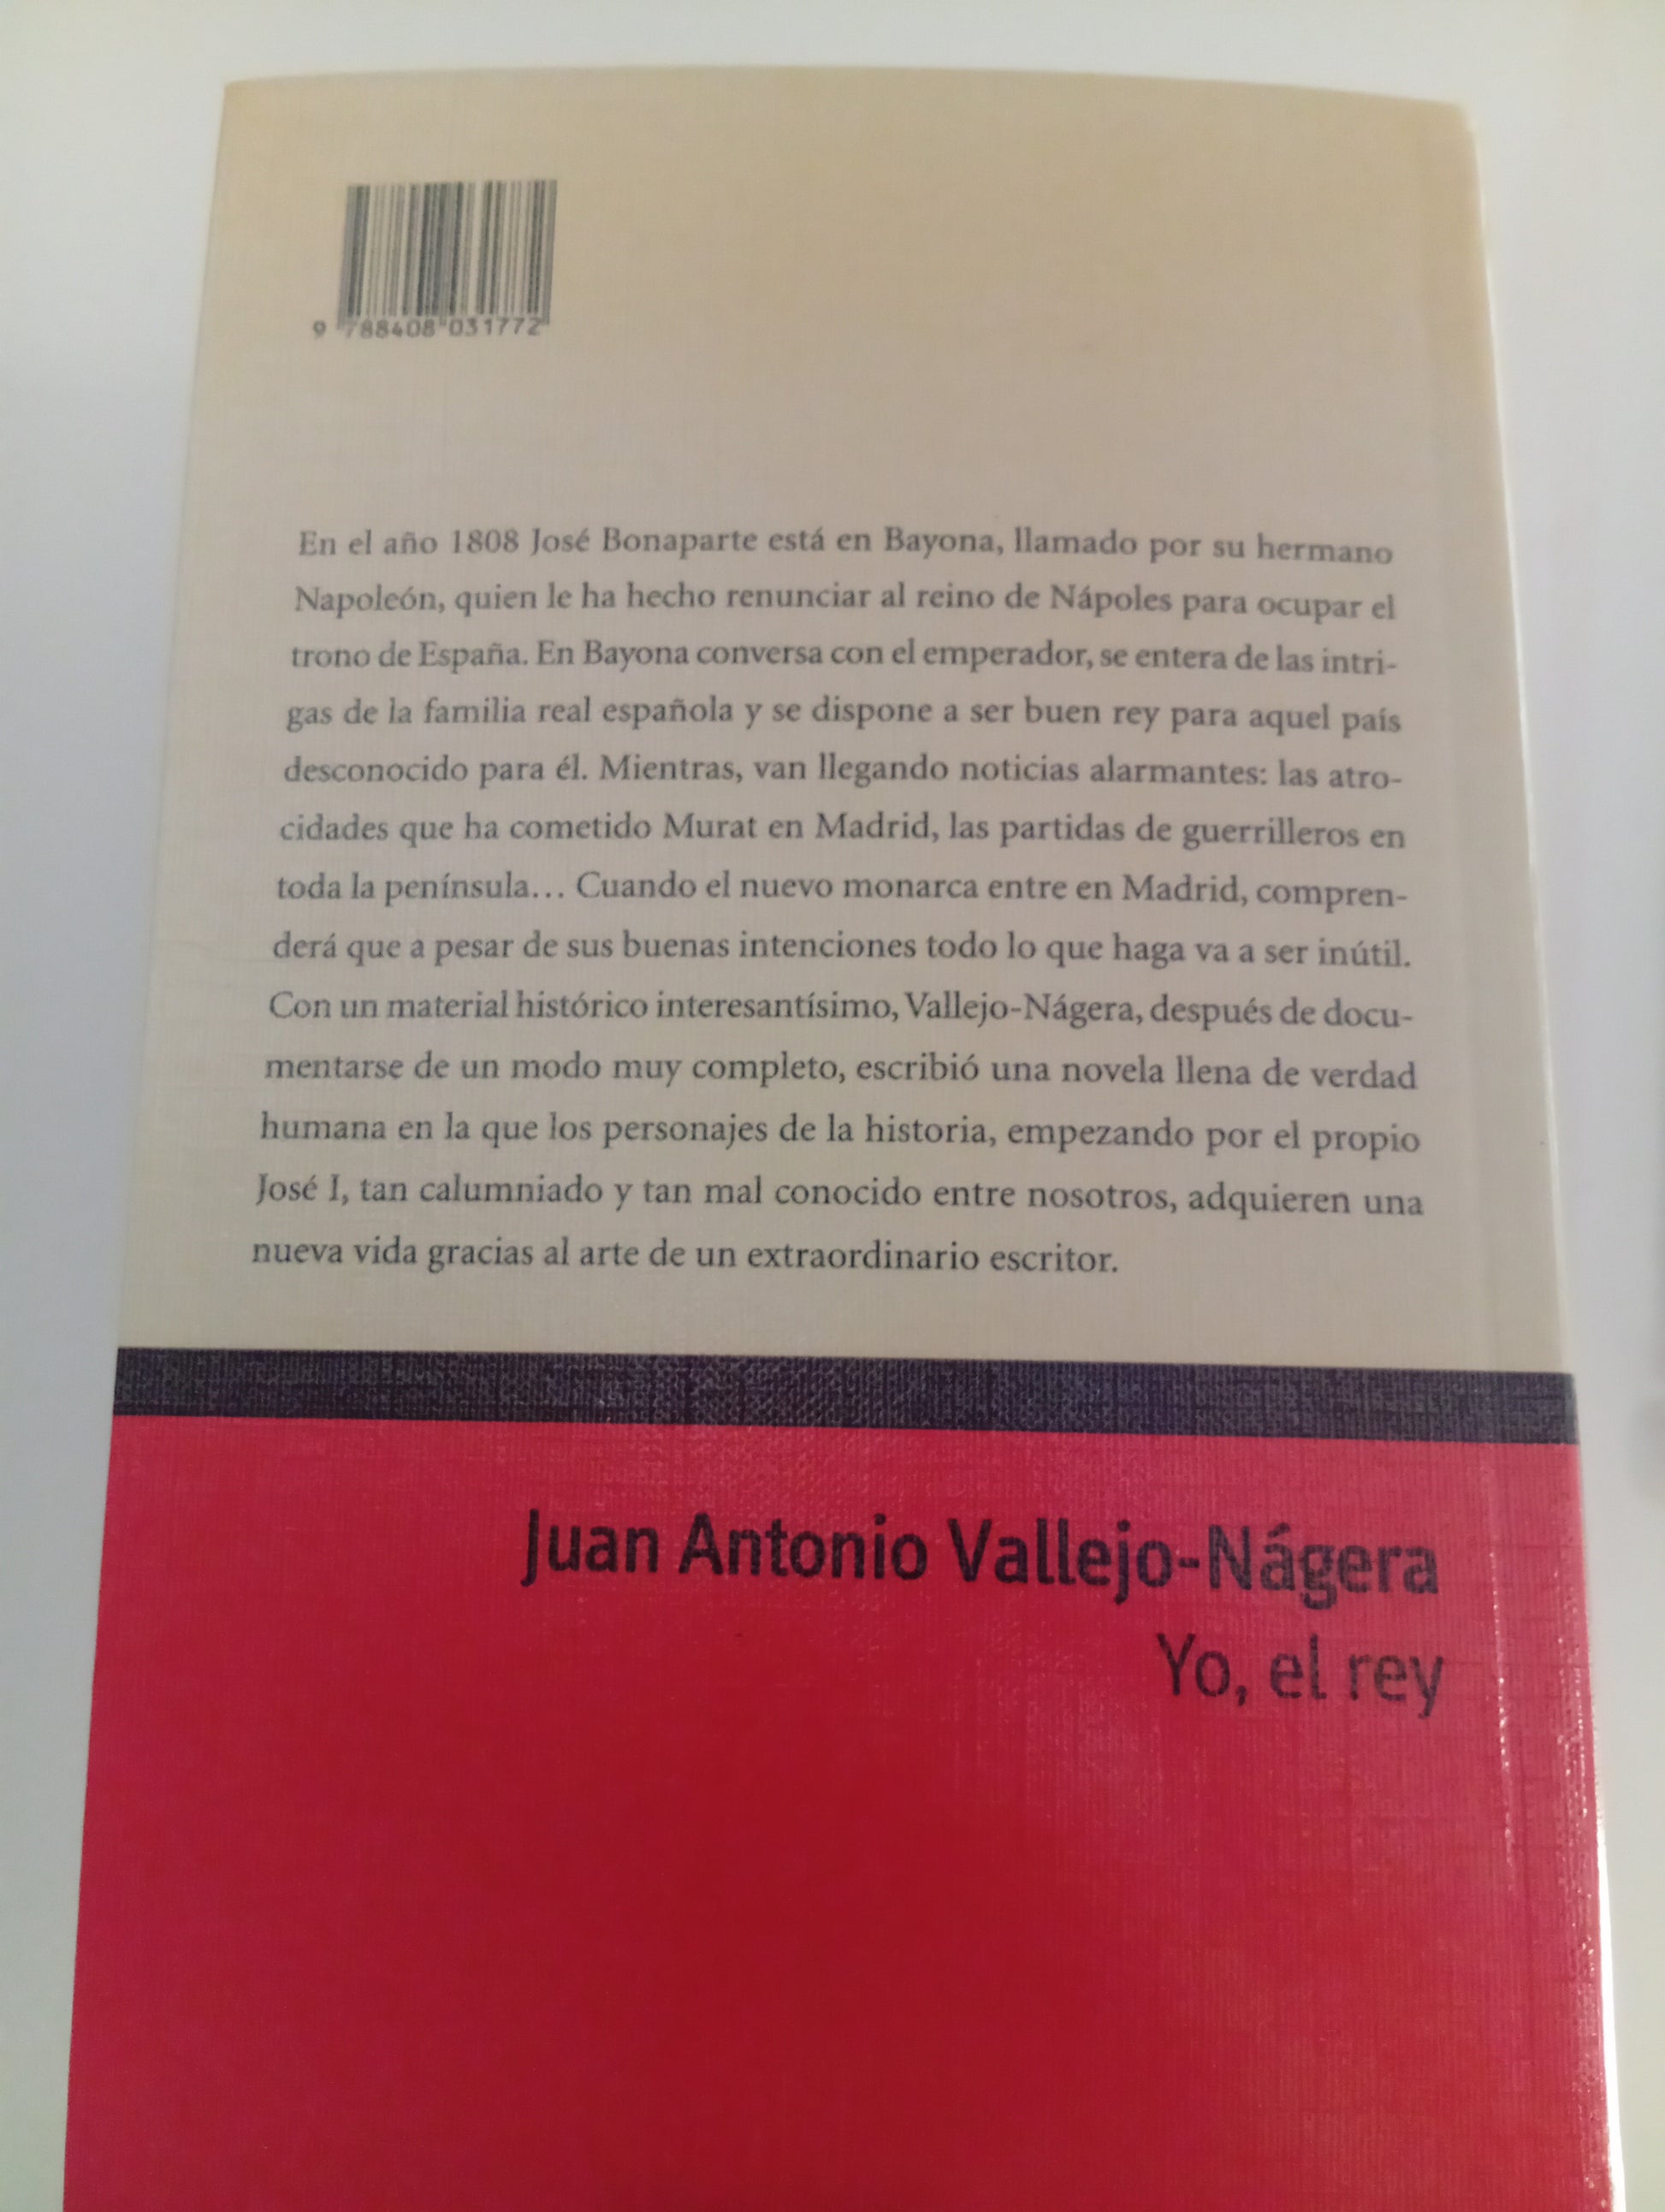 9 788408 031772
En el año 1808 José Bonaparte está en Bayona, llamado por su hermano
Napoleón, quien le ha hecho renunciar al reino de Nápoles para ocupar el
trono de España. En Bayona conversa con el emperador, se entera de las intri-
gas de la familia real española y se dispone a ser buen rey para aquel país
desconocido para él. Mientras, van llegando noticias alarmantes: las atro-
cidades que ha cometido Murat en Madrid, las partidas de guerrilleros en
toda la península... Cuando el nuevo monarca entre en Madrid, compren-
derá que a pesar de sus buenas intenciones todo lo que haga va a ser inútil.
Con un material histórico interesantísimo, Vallejo-Nágera, después de docu-
mentarse de un modo muy completo, escribió una novela llena de verdad
humana en la que los personajes de la historia, empezando por el propio
José I, tan calumniado y tan mal conocido entre nosotros, adquieren una
nueva vida gracias al arte de un extraordinario escritor.
Juan Antonio Vallejo-Nágera
Yo, el rey